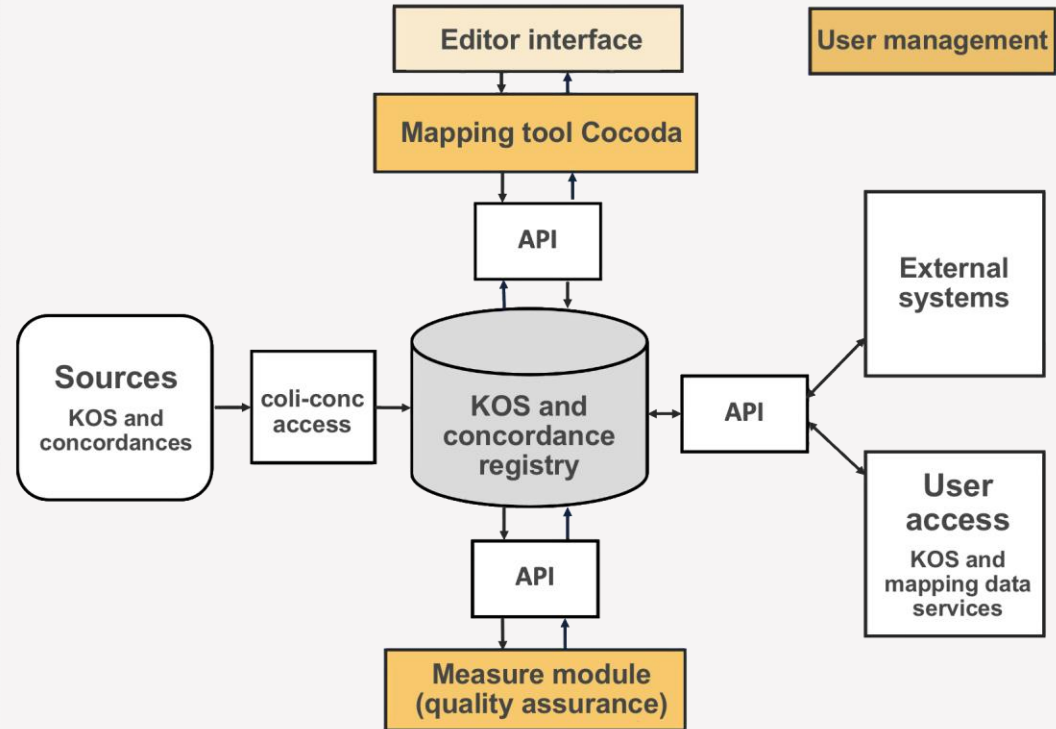 Editor interface
User management
Mapping tool Cocoda
API
External
systems
Sources
KOS and
concordances
coli-conc
access
KOS and
concordance
registry
API
User
access
KOS and
mapping data
services
API
Measure module
(quality assurance)